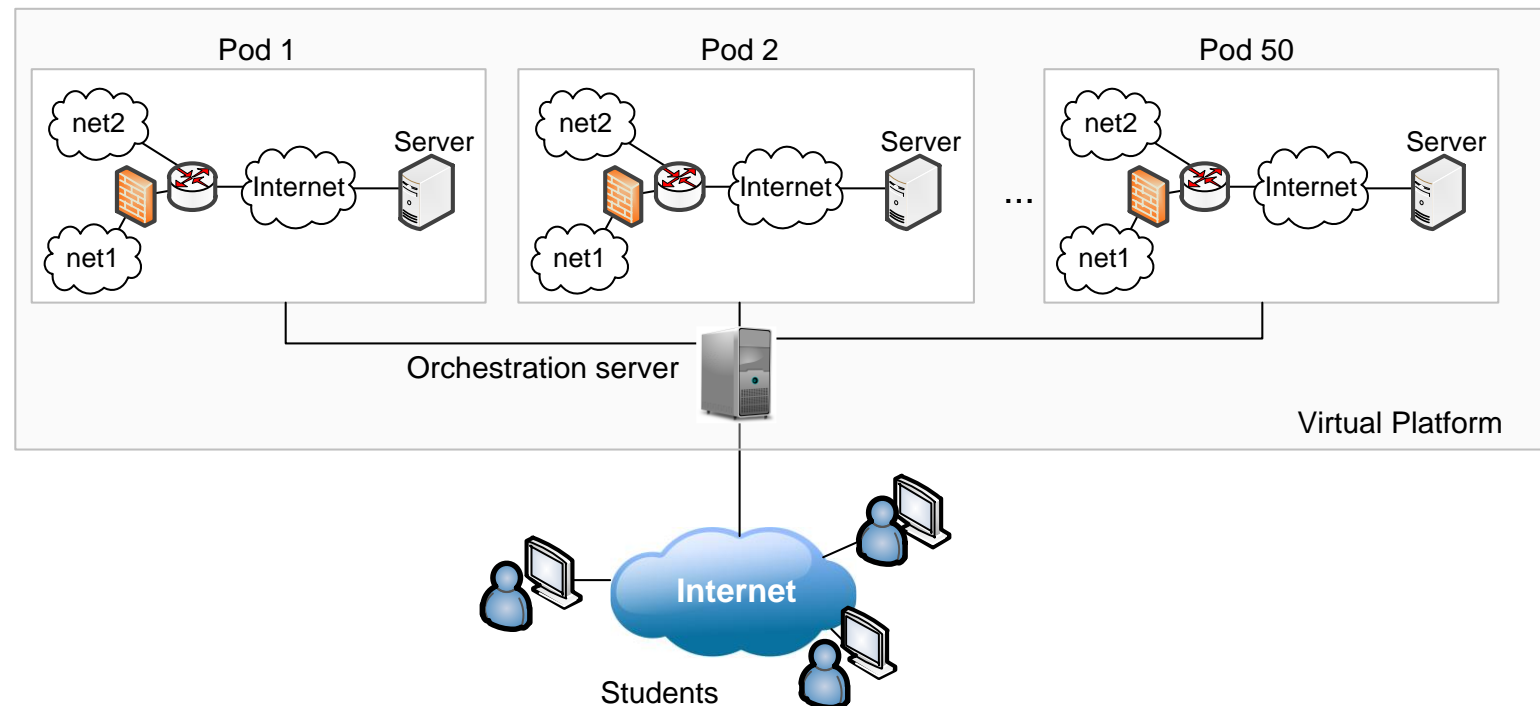 Pod 1
Pod 2
Pod 50
net2
Server
Internet
net1
net2
Server
Internet
net1
...
net2
Server
Internet
net1
Orchestration server
Virtual Platform
Internet
Students